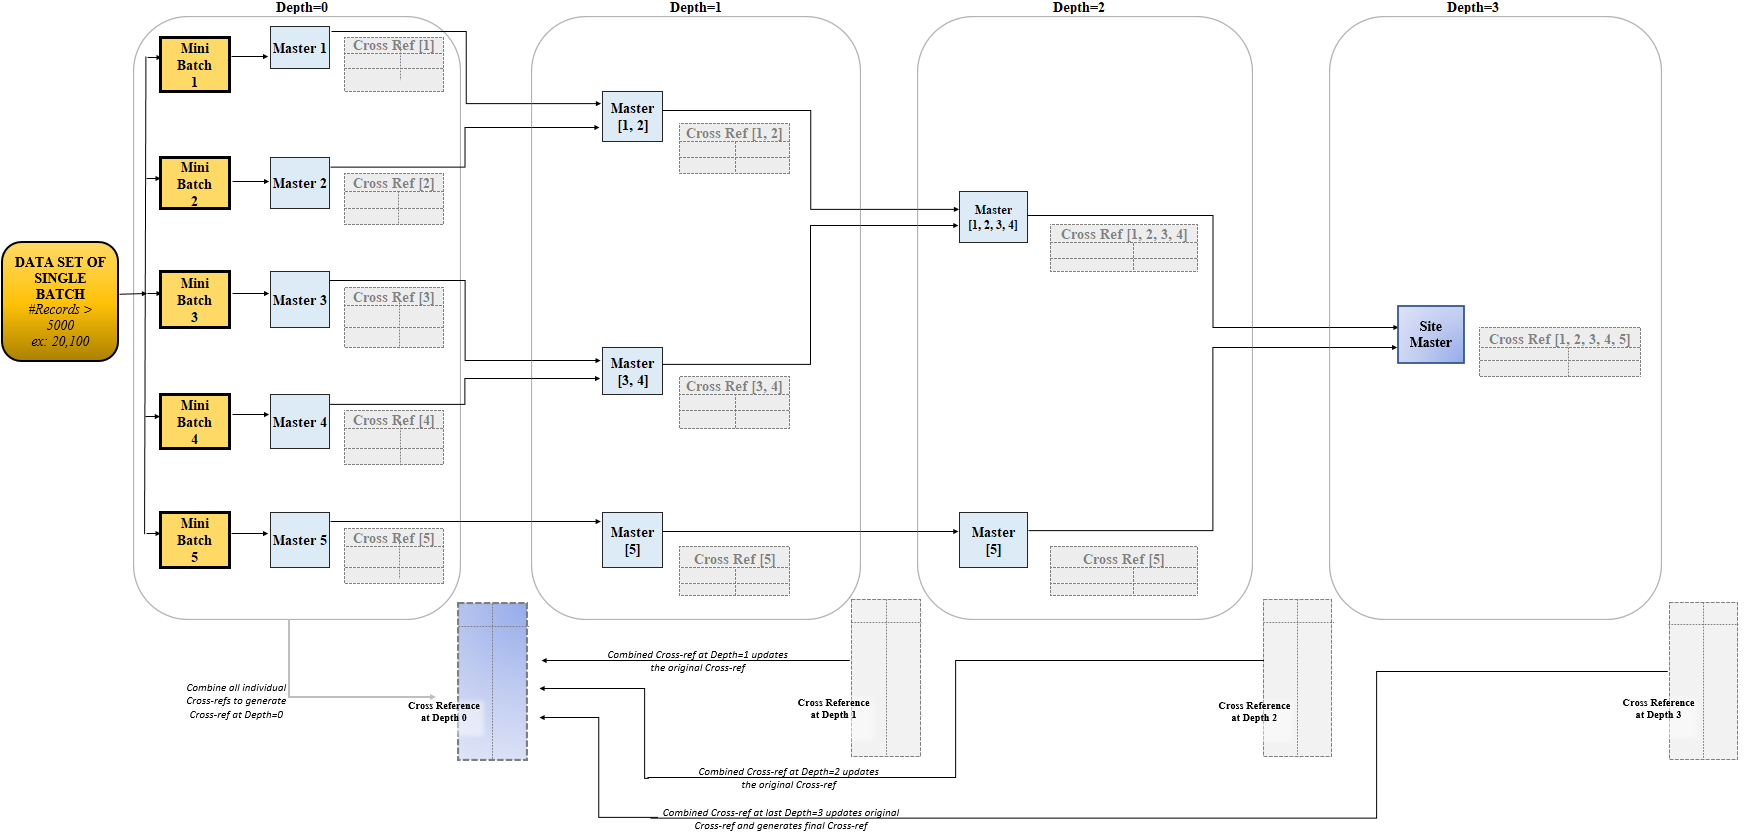 Depth=0
Depth=1
Depth=2
Depth=3
DATA SET OF
SINGLE
BATCH
#Records >
5000
ex: 20,100
Mini
Batch
1
Master 1
Cross Ref [1]
Mini
Batch
2
Master 2
Cross Ref [2]
Mini
Batch
3
Master 3
Cross Ref [3]
Mini
Batch
4
Master 4
Cross Ref [4]
Mini
Batch
5
Master 5
Cross Ref [5]
Master
[1, 2]
Cross Ref [1, 2]
Master
[3, 4]
Cross Ref [3, 4]
Master
[5]
Cross Ref [5]
Master
[1, 2, 3, 4]
Cross Ref [1, 2, 3, 4]
Master
[5]
Cross Ref [5]
Site
Master
Cross Ref [1, 2, 3, 4, 5]
Combine all individual
Cross-refs to generate
Cross-ref at Depth=0
Cross Reference
at Depth 0
Combined Cross-ref at Depth=1 updates
the original Cross-ref
Cross Reference
at Depth 1
Combined Cross-ref at Depth=2 updates
the original Cross-ref
Cross Reference
at Depth 2
Combined Cross-ref at last Depth=3 updates original
Cross-ref and generates final Cross-ref
Cross Reference
at Depth 3